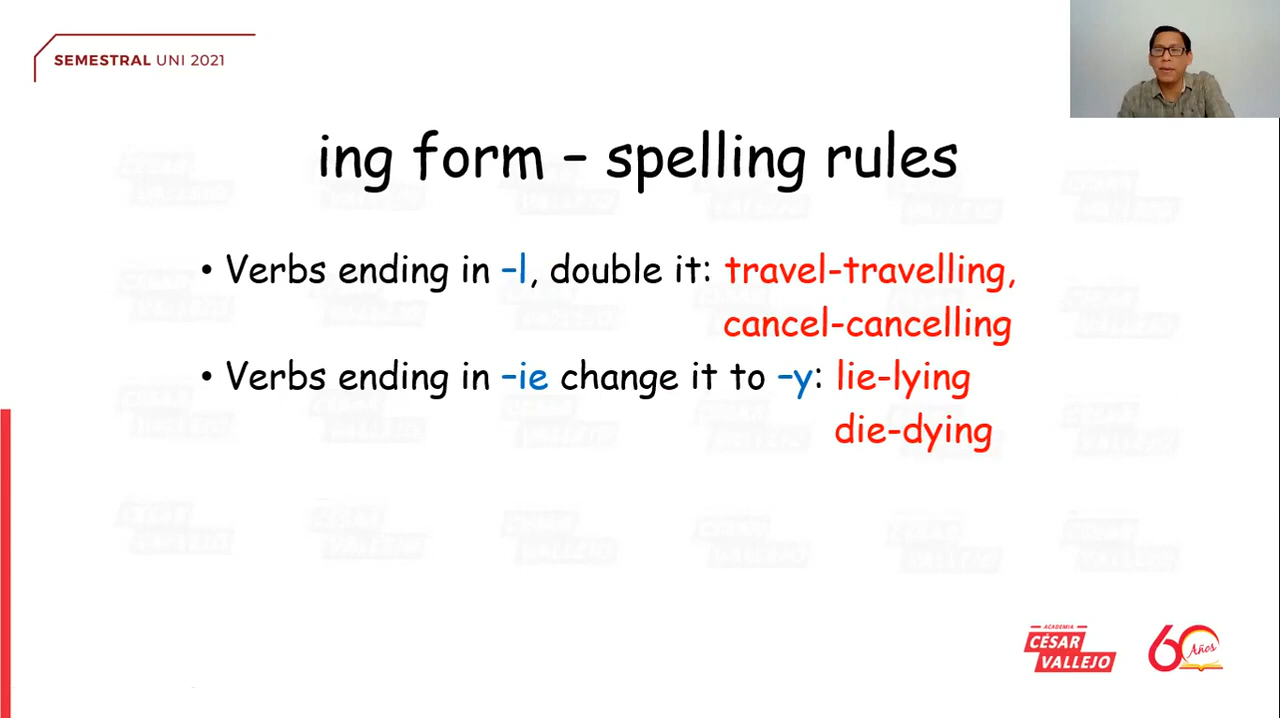 SEMESTRAL UNI 2021
ing form – spelling rules
• Verbs ending in –l, double it: travel-travelling,
cancel-cancelling
• Verbs ending in –ie change it to –y: lie-lying
die-dying
ACADEMIA
CÉSAR
VALLEJO
60 Años